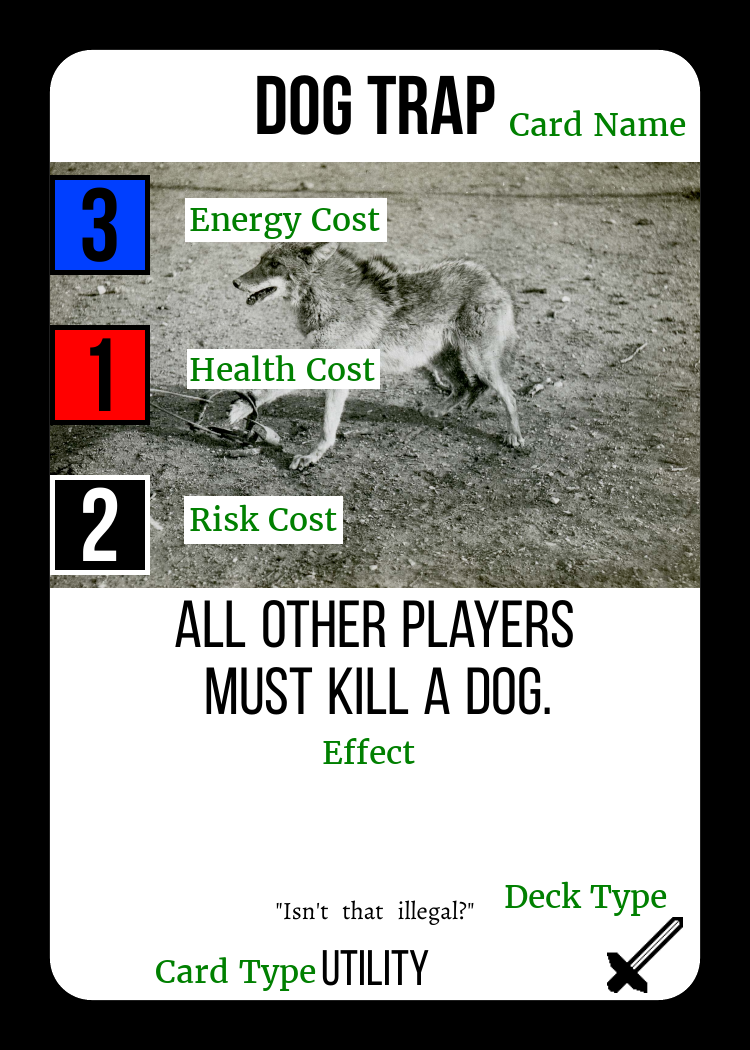 DOG TRAP
Card Name
3
Energy Cost
1
Health Cost
2
Risk Cost
ALL OTHER PLAYERS
MUST KILL A DOG.
Effect
"Isn't that illegal?"
Deck Type
Card Type UTILITY